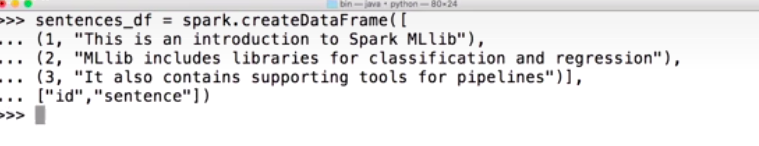 bin — java • python — 80×24
>>> sentences_df = spark.createDataFrame([
... (1, "This is an introduction to Spark MLlib"),
... (2, "MLlib includes libraries for classification and regression"),
... (3, "It also contains supporting tools for pipelines")],
... ["id","sentence"])
>>>